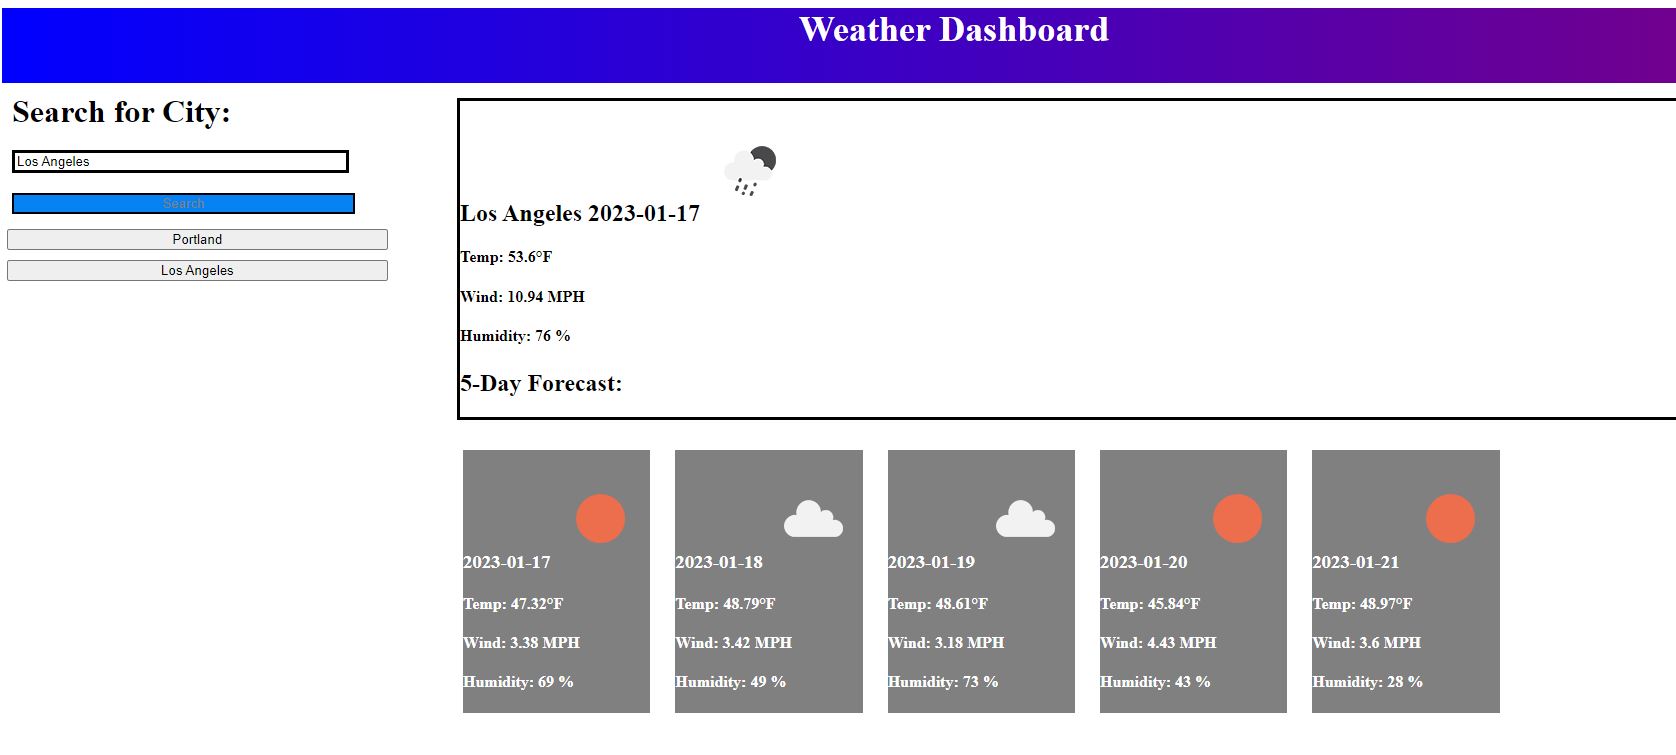 Weather Dashboard
Search for City:
Los Angeles
Search
Portland
Los Angeles
Los Angeles 2023-01-17
Temp: 53.6°F
Wind: 10.94 MPH
Humidity: 76 %
5-Day Forecast:
2023-01-17
Temp: 47.32°F
Wind: 3.38 MPH
Humidity: 69 %
2023-01-18
Temp: 48.79°F
Wind: 3.42 MPH
Humidity: 49 %
2023-01-19
Temp: 48.61°F
Wind: 3.18 MPH
Humidity: 73 %
2023-01-20
Temp: 45.84°F
Wind: 4.43 MPH
Humidity: 43 %
2023-01-21
Temp: 48.97°F
Wind: 3.6 MPH
Humidity: 28 %